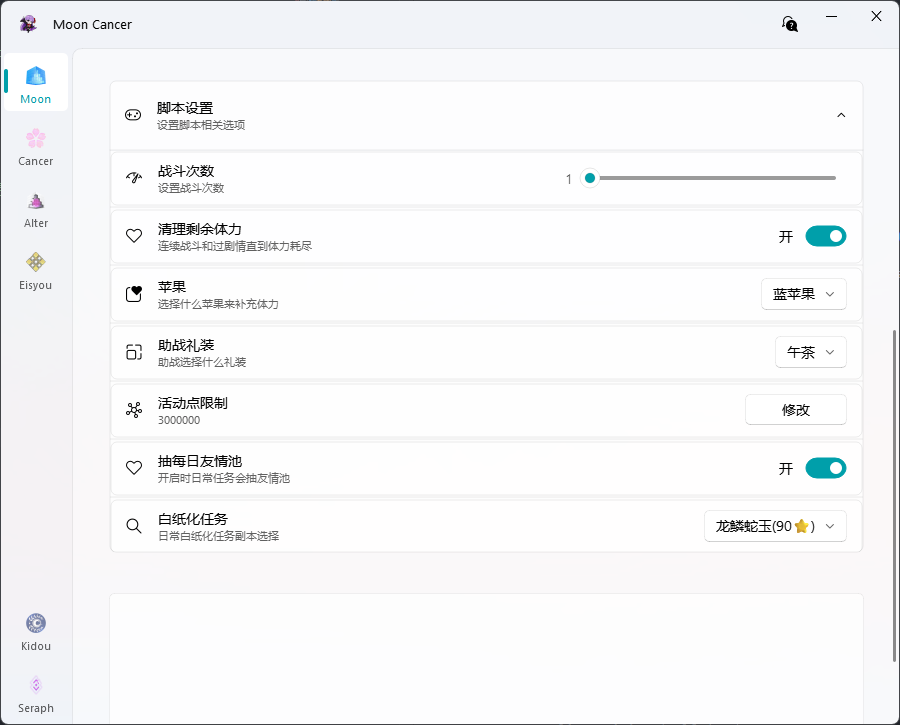 Moon Cancer
Moon
Cancer
Alter
Eisyou
Kidou
Seraph
脚本设置
设置脚本相关选项
战斗次数
设置战斗次数
1
清理剩余体力
连续战斗和过剧情直到体力耗尽
开
苹果
选择什么苹果来补充体力
蓝苹果
助战礼装
助战选择什么礼装
午茶
活动点限制
3000000
修改
抽每日友情池
开启时日常任务会抽友情池
开
白纸化任务
日常白纸化任务副本选择
龙鳞蛇玉(90⭐)